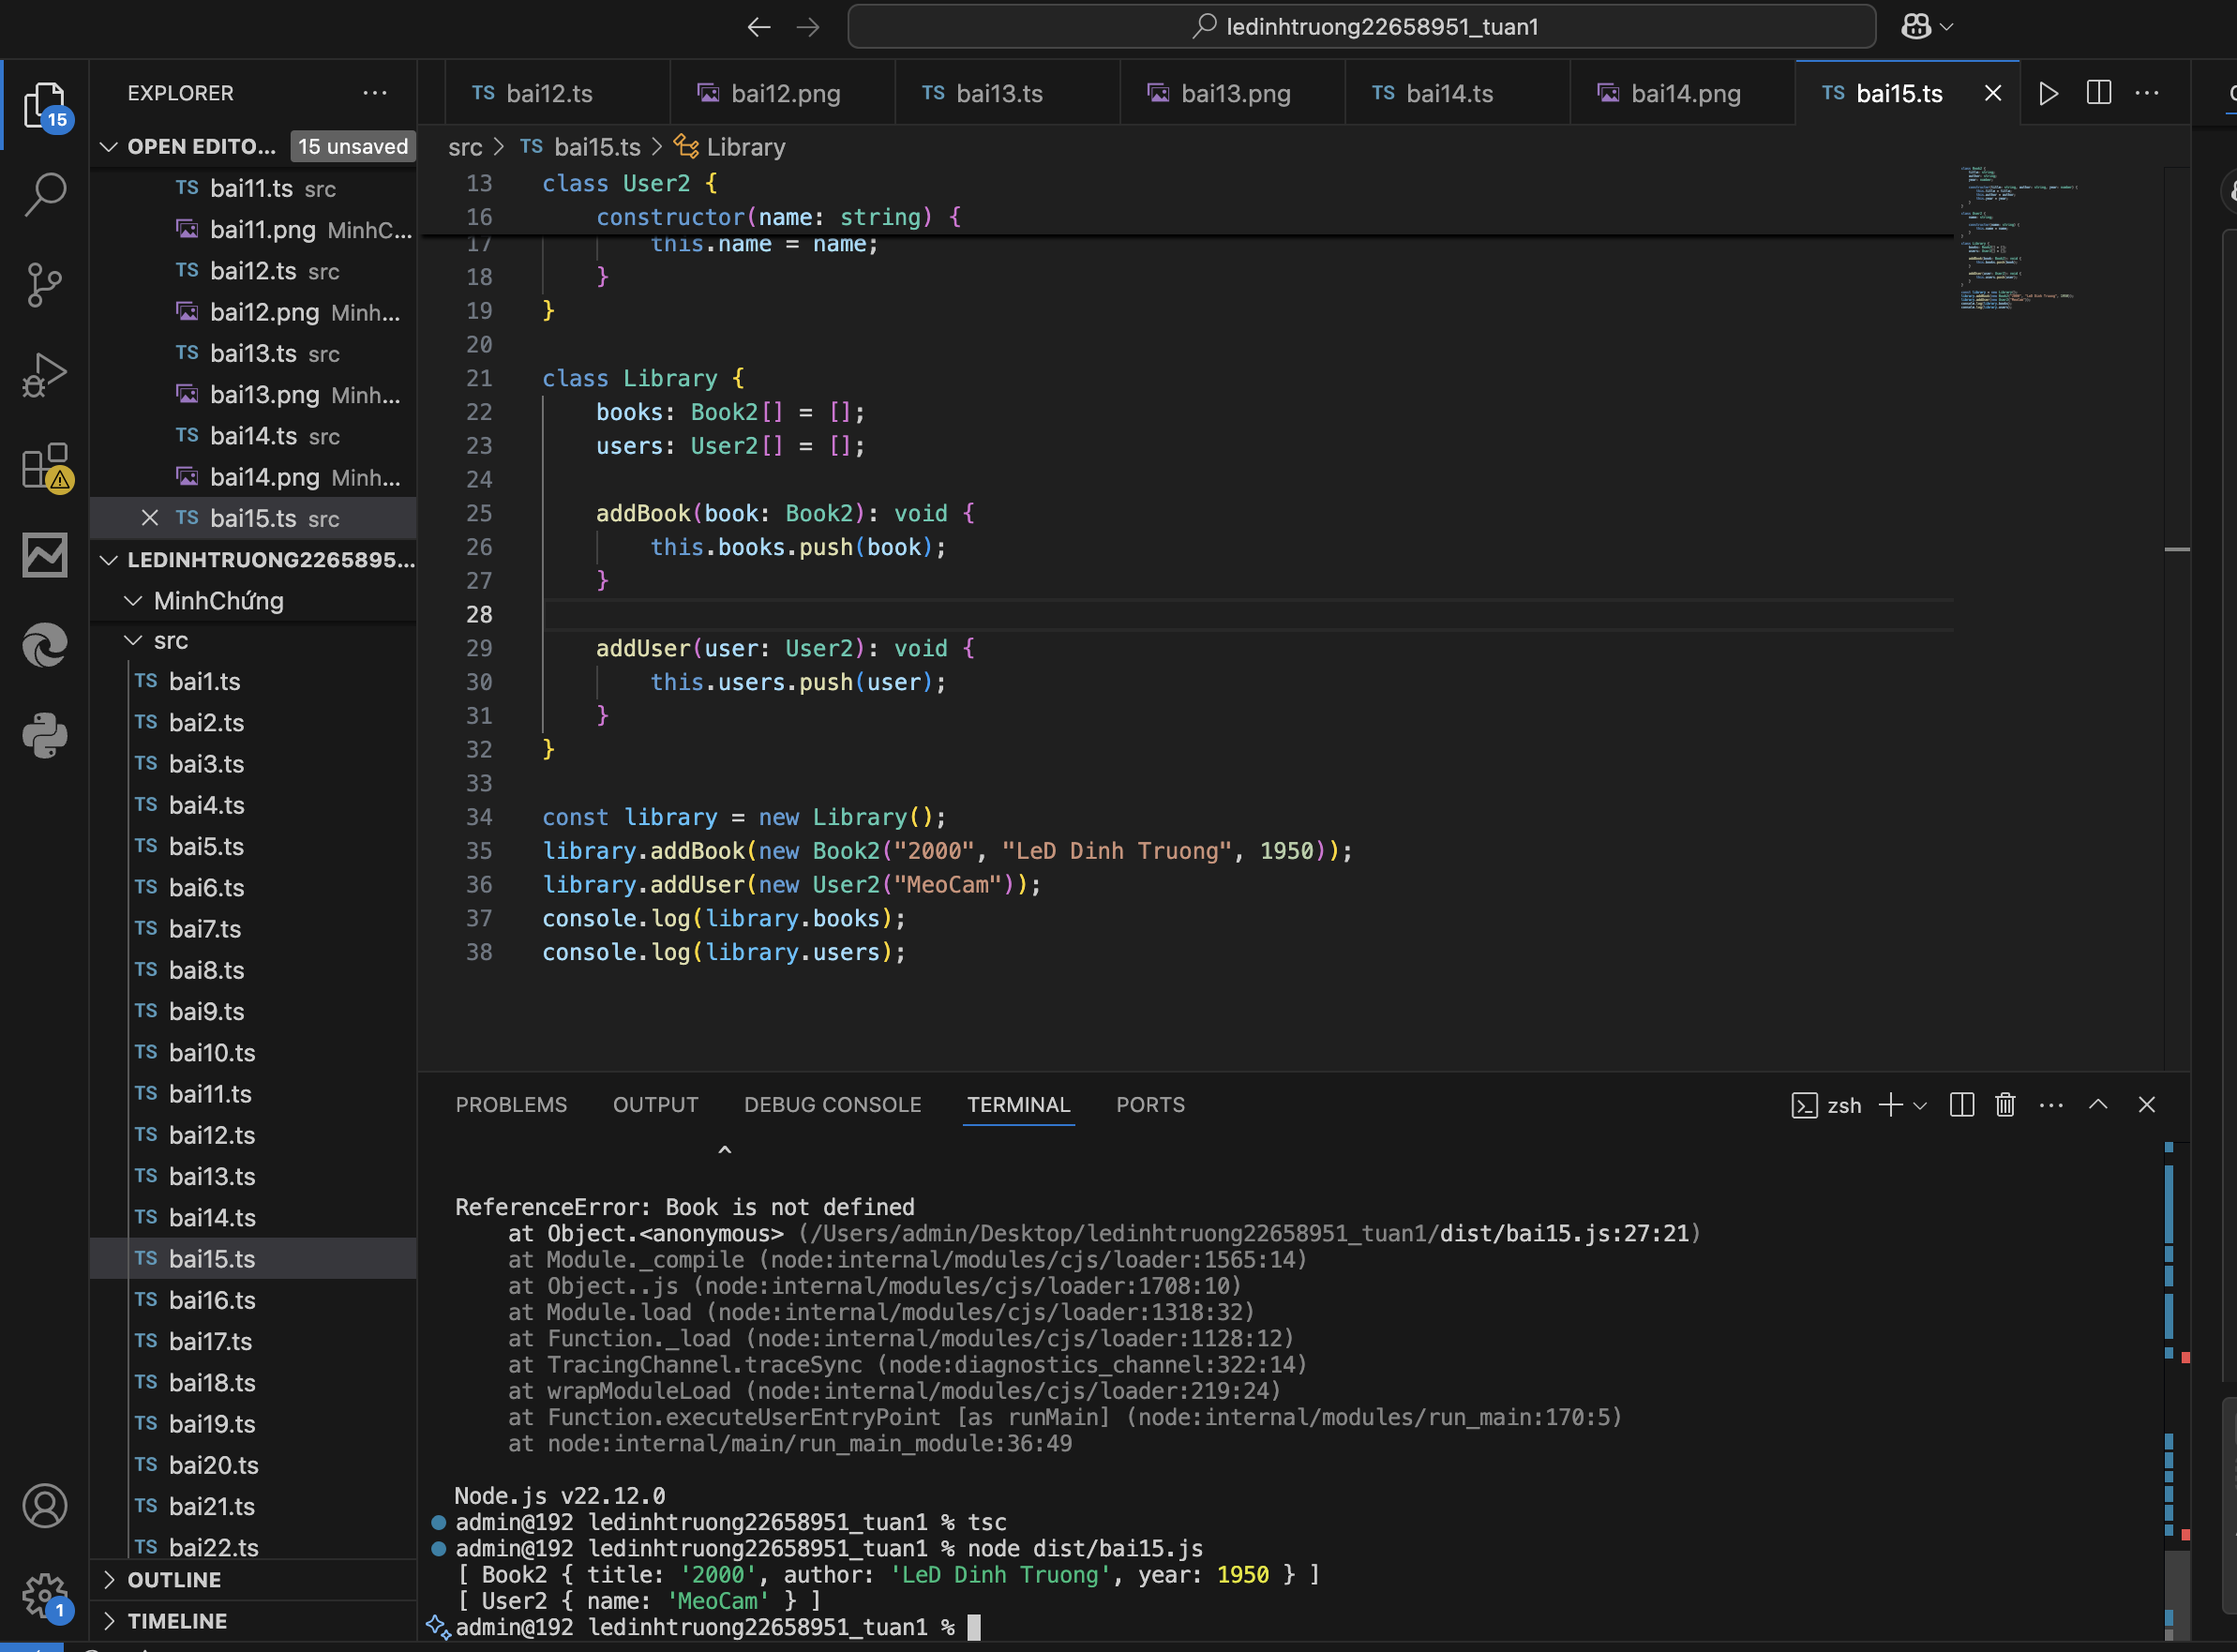 ledinhtruong22658951_tuan1
EXPLORER
15
OPEN EDITO... 15 unsaved
TS bai11.ts src
bai11.png MinhC...
TS bai12.ts src
bai12.png Minh...
TS bai13.ts src
bai13.png Minh...
TS bai14.ts src
bai14.png Minh...
TS bai15.ts src
LEDINHTRUONG2265895...
MinhChứng
src
TS bai1.ts
TS bai2.ts
TS bai3.ts
TS bai4.ts
TS bai5.ts
TS bai6.ts
TS bai7.ts
TS bai8.ts
TS bai9.ts
TS bai10.ts
TS bai11.ts
TS bai12.ts
TS bai13.ts
TS bai14.ts
TS bai15.ts
TS bai16.ts
TS bai17.ts
TS bai18.ts
TS bai19.ts
TS bai20.ts
TS bai21.ts
TS bai22.ts
OUTLINE
TIMELINE
1
TS bai12.ts bai12.png TS bai13.ts bai13.png TS bai14.ts bai14.png TS bai15.ts
src > TS bai15.ts > Library
13 class User2 {
16 constructor(name: string) {
17 this.name = name;
18 }
19 }
20
21 class Library {
22 books: Book2[] = [];
23 users: User2[] = [];
24
25 addBook(book: Book2): void {
26 this.books.push(book);
27 }
28
29 addUser(user: User2): void {
30 this.users.push(user);
31 }
32 }
33
34 const library = new Library();
35 library.addBook(new Book2("2000", "LeD Dinh Truong", 1950));
36 library.addUser(new User2("MeoCam"));
37 console.log(library.books);
38 console.log(library.users);
PROBLEMS OUTPUT DEBUG CONSOLE TERMINAL PORTS
zsh
^
ReferenceError: Book is not defined
at Object.<anonymous> (/Users/admin/Desktop/ledinhtruong22658951_tuan1/dist/bai15.js:27:21)
at Module._compile (node:internal/modules/cjs/loader:1565:14)
at Object..js (node:internal/modules/cjs/loader:1708:10)
at Module.load (node:internal/modules/cjs/loader:1318:32)
at Function._load (node:internal/modules/cjs/loader:1128:12)
at TracingChannel.traceSync (node:diagnostics_channel:322:14)
at wrapModuleLoad (node:internal/modules/cjs/loader:219:24)
at Function.executeUserEntryPoint [as runMain] (node:internal/modules/run_main:170:5)
at node:internal/main/run_main_module:36:49
Node.js v22.12.0
admin@192 ledinhtruong22658951_tuan1 % tsc
admin@192 ledinhtruong22658951_tuan1 % node dist/bai15.js
[ Book2 { title: '2000', author: 'LeD Dinh Truong', year: 1950 } ]
[ User2 { name: 'MeoCam' } ]
admin@192 ledinhtruong22658951_tuan1 %